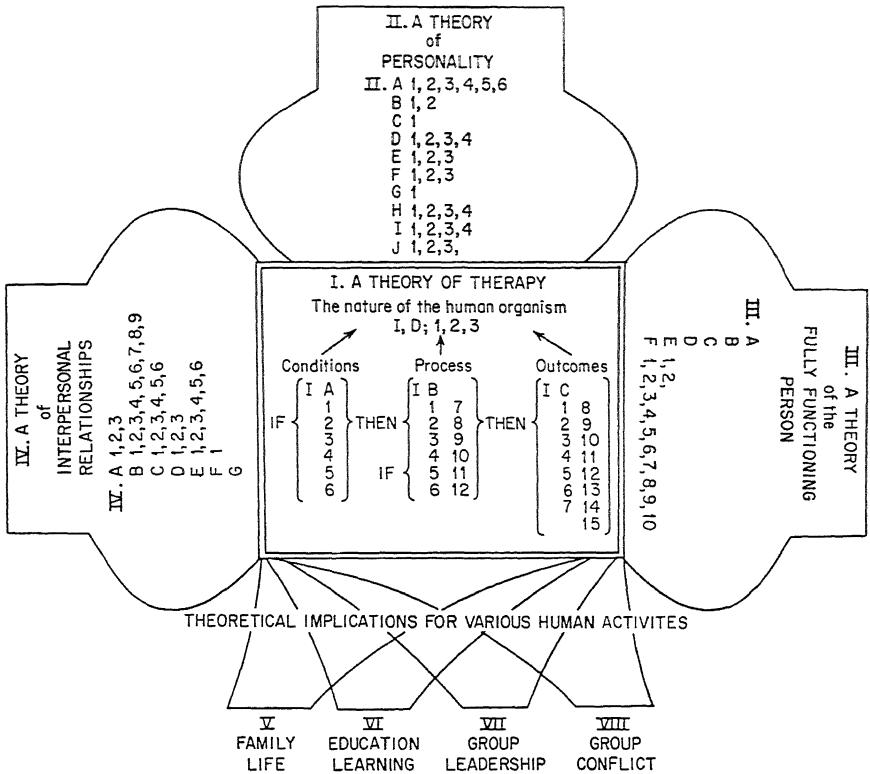 II. A THEORY
of
PERSONALITY
II. A 1,2,3,4,5,6
B 1,2
C 1
D 1,2,3,4
E 1,2,3
F 1,2,3
G 1
H 1,2,3,4
I 1,2,3,4
J 1,2,3,
IV. A THEORY
of
INTERPERSONAL
RELATIONSHIPS
IV. A 1,2,3
B 1,2,3,4,5,6,7,8,9
C 1,2,3,4,5,6
D 1,2,3
E 1,2,3,4,5,6
F 1
G
I. A THEORY OF THERAPY
The nature of the human organism
I, D; 1,2,3
Conditions Process Outcomes
I A I B I C
1 1 7 1 8
IF 2 THEN 2 8 THEN 2 9
3 3 9 3 10
4 4 10 4 11
5 IF 5 11 5 12
6 6 12 6 13
7 14
15
III. A THEORY
of the
FULLY FUNCTIONING
PERSON
III. A
B
C
D
E 1,2,
F 1,2,3,4,5,6,7,8,9,10
THEORETICAL IMPLICATIONS FOR VARIOUS HUMAN ACTIVITES
V VI VII VIII
FAMILY EDUCATION GROUP GROUP
LIFE LEARNING LEADERSHIP CONFLICT